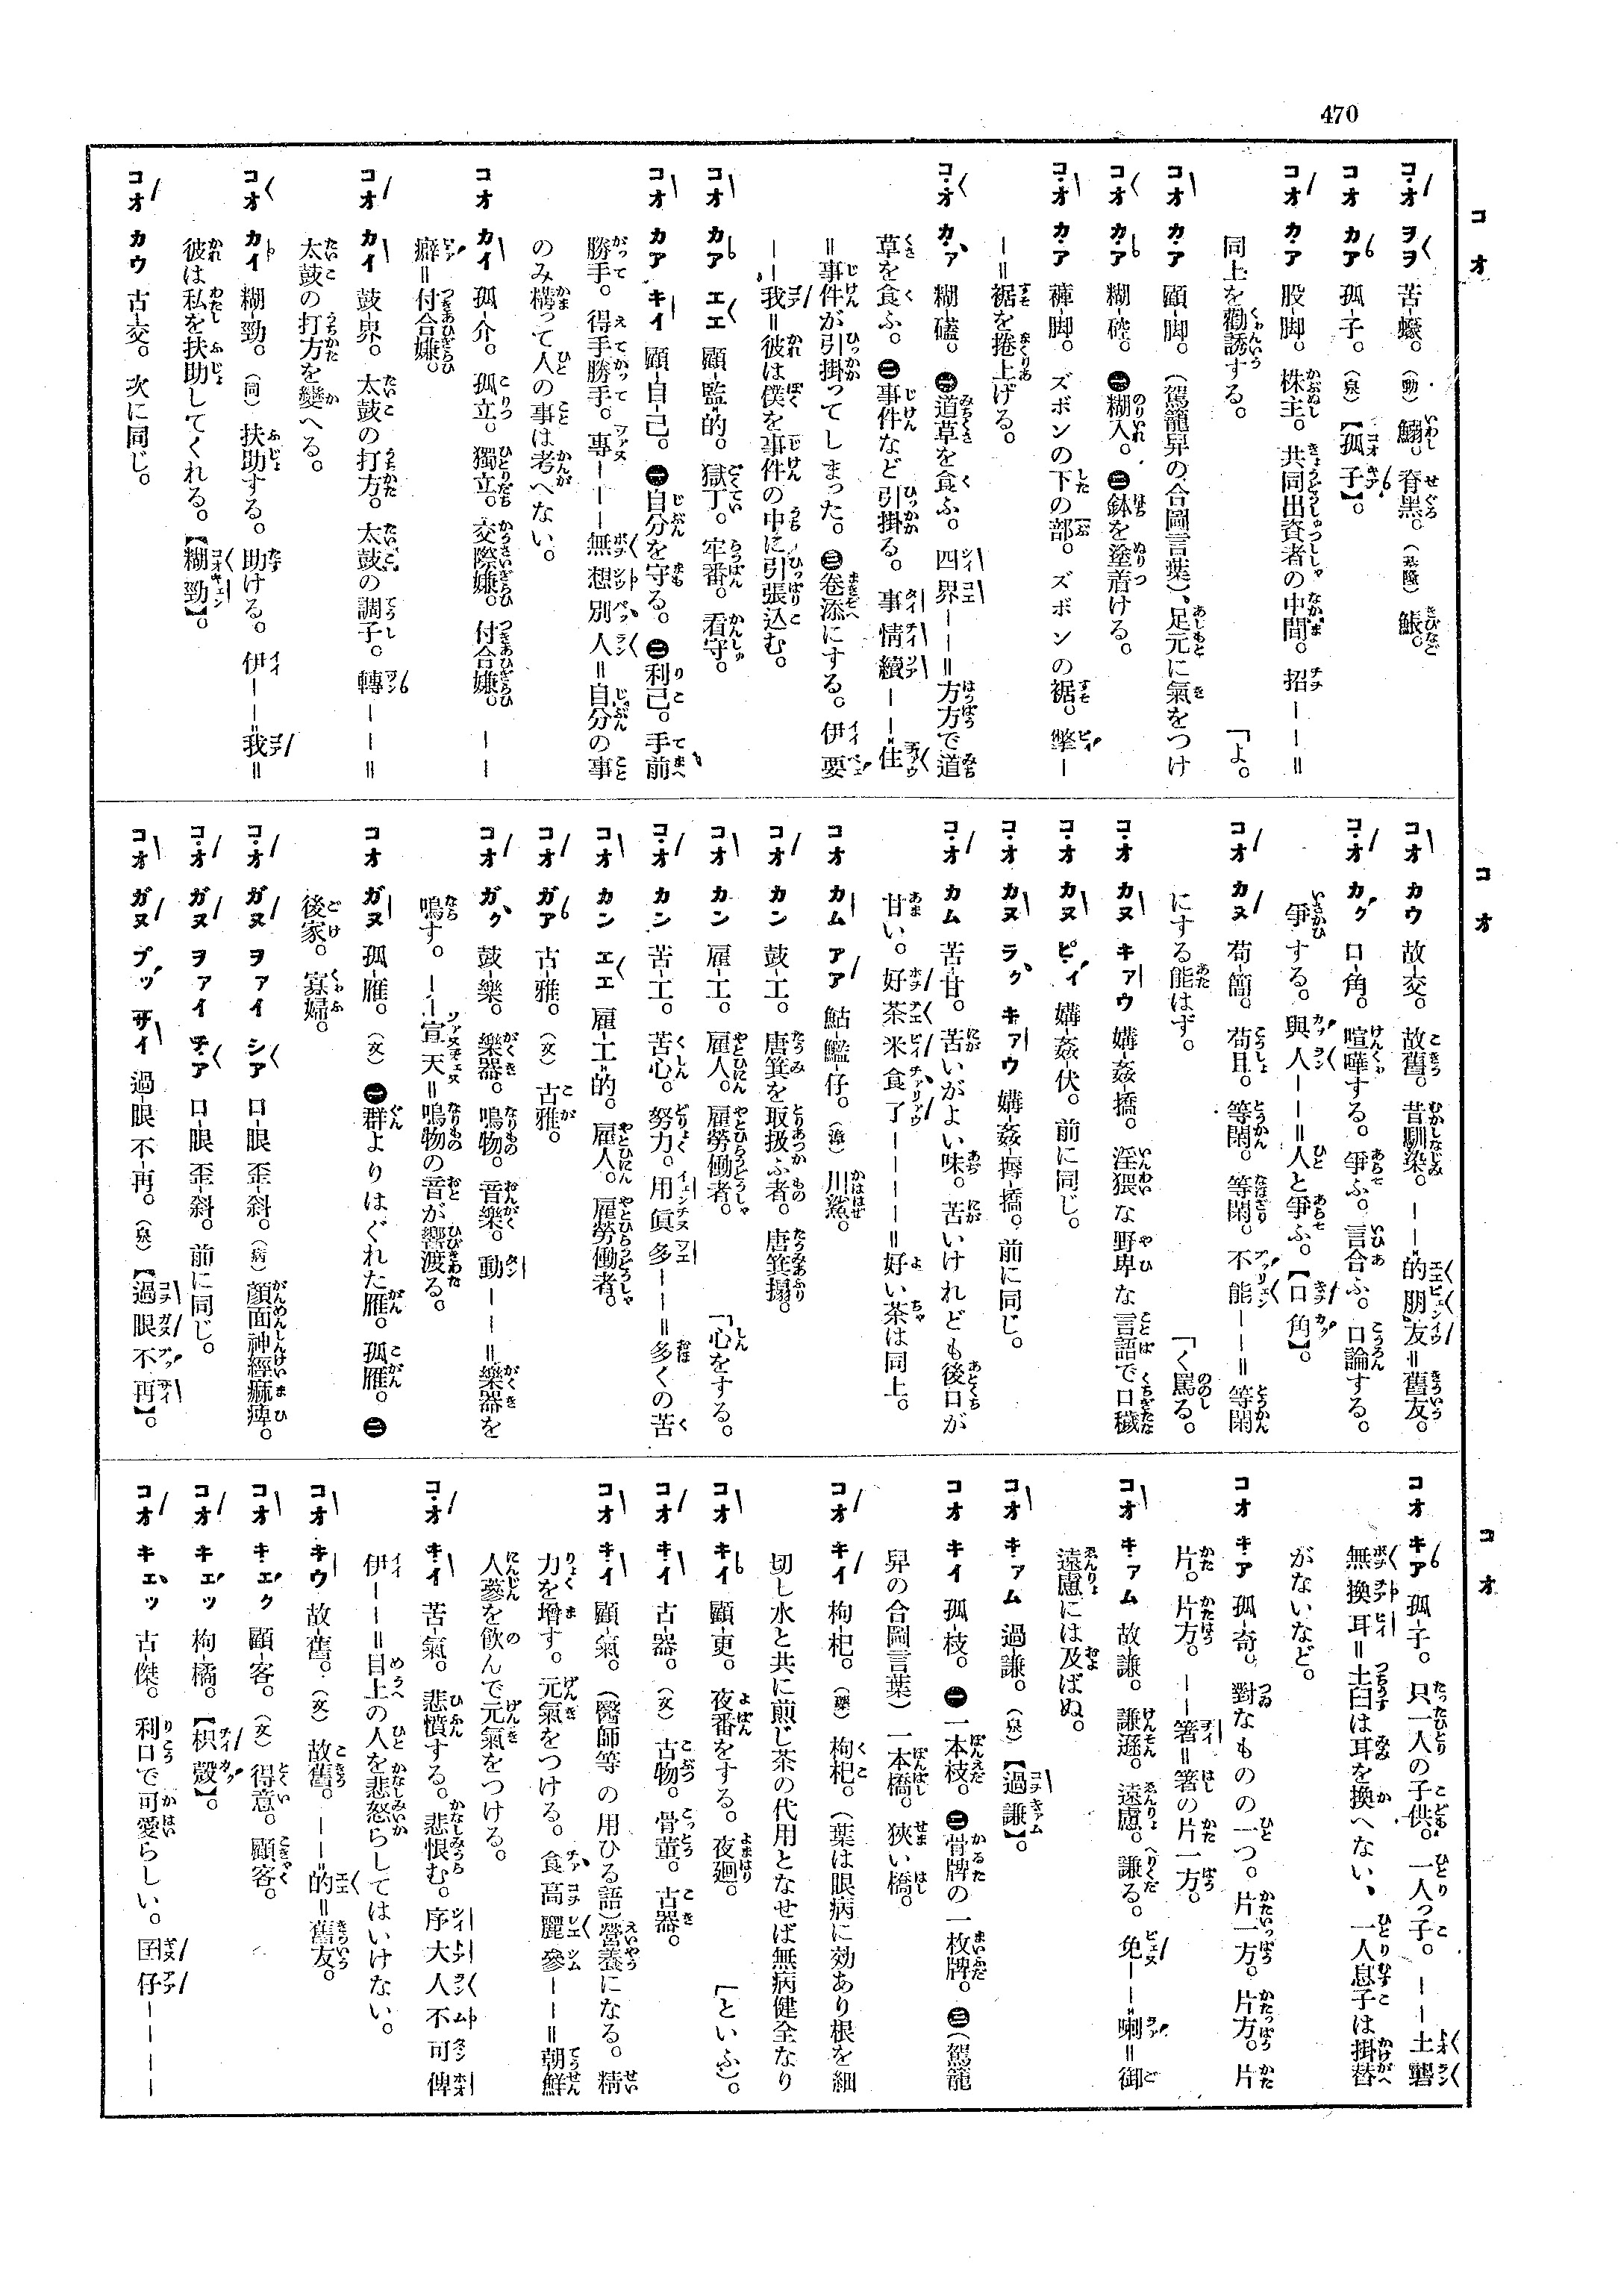 470
コ オ
コオ ヲヲ 苦-蠔。(動) 鰯。脊黑。(基隆) 鮾。
コオ カア 孤-子。(泉)【孤 子】。
コオ カア 股-脚。株主。共同出資者の中間。招───＝
同上を勸誘する。 「よ。
コオ カア 顧-脚。(駕籠舁の合圖言葉)、足元に氣をつけ
コオ カア 糊-硿。㊀糊入。㊁鉢を塗着ける。
コオ カア 褲-脚。ズボンの下の部。ズボンの裾。撆─
─＝裾を捲上げる。
コオ カア 糊-磕。㊀道草を食ふ。四界──＝方方で道
草を食ふ。㊁事件など引掛る。事情續──住
＝事件が引掛ってしまった。㊂卷添にする。伊要
──我＝彼は僕を事件の中に引張込む。
コオ カア エエ 顧-監-的。獄丁。牢番。看守。
コオ カア キイ 顧-自-己。㊀自分を守る。㊁利己。手前
勝手。得手勝手。專───無想別人＝自分の事
のみ構って人の事は考へない。
コオ カイ 孤-介。孤立。獨立。交際嫌。付合嫌。──
癖＝付合嫌。
コオ カイ 鼓-界。太鼓の打方。太鼓の調子。轉──＝
太鼓の打方を變へる。
コオ カイ 糊-勁。(同) 扶助する。助ける。伊──我＝
彼は私を扶助してくれる。【糊勁】。
コオ カウ 古-交。次に同じ。
コ オ
コオ カウ 故-交。故舊。昔馴染。──的朋友＝舊友。
コオ カク 口-角。喧嘩する。爭ふ。言合ふ。口論する。
爭する。與人──＝人と爭ふ。【口角】。
コオ カヌ 苟-簡。苟且。等閑。等閑。不能──＝等閑
にする能はず。 「く罵る。
コオ カヌ キァウ 媾-姦-撟。淫猥な野卑な言語で口穢
コオ カヌ ピイ 媾-姦-伏。前に同じ。
コオ カヌ ラク キァウ 媾-姦-撟。前に同じ。
コオ カム 苦-甘。苦いがよい味。苦いけれども後口が
甘い。好茶米食了────＝好い茶は同上。
コオ カム アア 鮕-鑑-仔。(漳) 川鯊。
コオ カン 鼓-工。唐箕を取扱ふ者。唐箕搧。
コオ カン 雇-工。雇人。雇勞働者。 「心をする。
コオ カン 苦-工。苦心。努力。用眞多──＝多くの苦
コオ カン エエ 雇-工-的。雇人。雇勞働者。
コオ ガア 古-雅。(文) 古雅。
コオ ガク 鼓-樂。樂器。鳴物。音樂。動──＝樂器を
鳴す。──宣天＝鳴物の音が響渡る。
コオ ガヌ 孤-雁。(文) ㊀群よりはぐれた雁。孤雁。㊁
後家。寡婦。
コオ ガヌ ヲァイ シア 口-眼 歪-斜。(病) 顏面神經痲痺。
コオ ガヌ ヲァイ チア 口-眼 歪-斜。前に同じ。
コオ ガヌ プッ サイ 過-眼 不-再。(泉)【過眼不再】。
コ オ
コオ キア 孤-子。只一人の子供。一人っ子。──土礱
無換耳＝土臼は耳を換へない、一人息子は掛替
がないなど。
コオ キア 孤-奇。對なものの一つ。片一方。片方。片
片。片方。──箸＝箸の片一方。
コオ キアム 故-謙。謙遜。遠慮。謙る。免──喇＝御
遠慮には及ばぬ。
コオ キアム 過-謙。(泉)【過謙】。
コオ キイ 孤-枝。㊀一本枝。㊁骨牌の一枚牌。㊂(駕籠
舁の合圖言葉) 一本橋。狹い橋。
コオ キイ 枸-杞。(藥) 枸杞。(葉は眼病に効あり根を細
切し水と共に煎じ茶の代用となせば無病健全なり
コオ キイ 顧-更。夜番をする。夜廻。 「といふ)。
コオ キイ 古-器。(文) 古物。骨董。古器。
コオ キイ 顧-氣。(醫師等の用ひる語)營養になる。精
力を増す。元氣をつける。食高麗參──＝朝鮮
人蔘を飮んで元氣をつける。
コオ キイ 苦-氣。悲憤する。悲恨む。序大人不可俾
伊──＝目上の人を悲怒らしてはいけない。
コオ キウ 故-舊。(文) 故舊。──的＝舊友。
コオ キエク 顧-客。(文) 得意。顧客。
コオ キエッ 枸-橘。【枳殼】。
コオ キエッ 古-傑。利口で可愛らしい。囝仔────